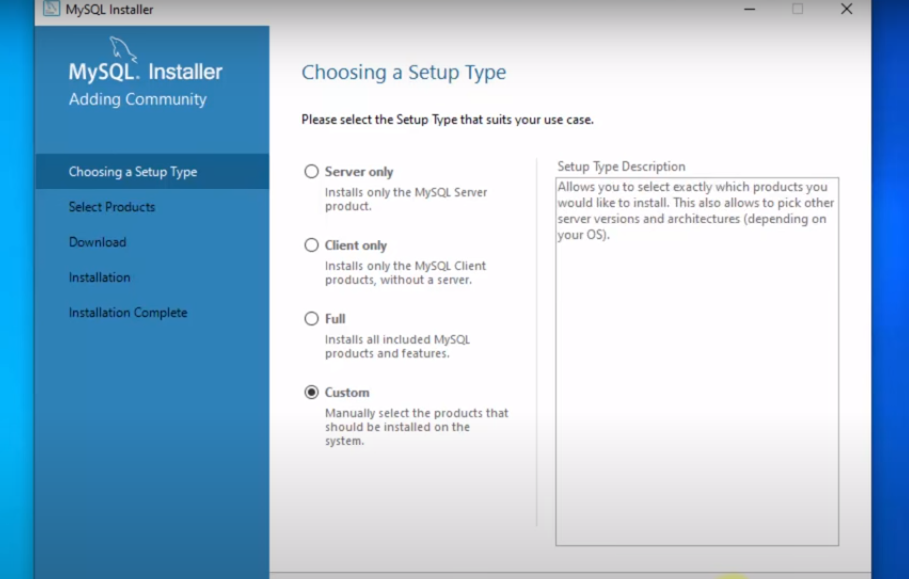 MySQL Installer
MySQL. Installer
Adding Community
Choosing a Setup Type
Select Products
Download
Installation
Installation Complete
Choosing a Setup Type
Please select the Setup Type that suits your use case.
Server only
Installs only the MySQL Server
product.
Client only
Installs only the MySQL Client
products, without a server.
Full
Installs all included MySQL
products and features.
Custom
Manually select the products that
should be installed on the
system.
Setup Type Description
Allows you to select exactly which products you
would like to install. This also allows to pick other
server versions and architectures (depending on
your OS).